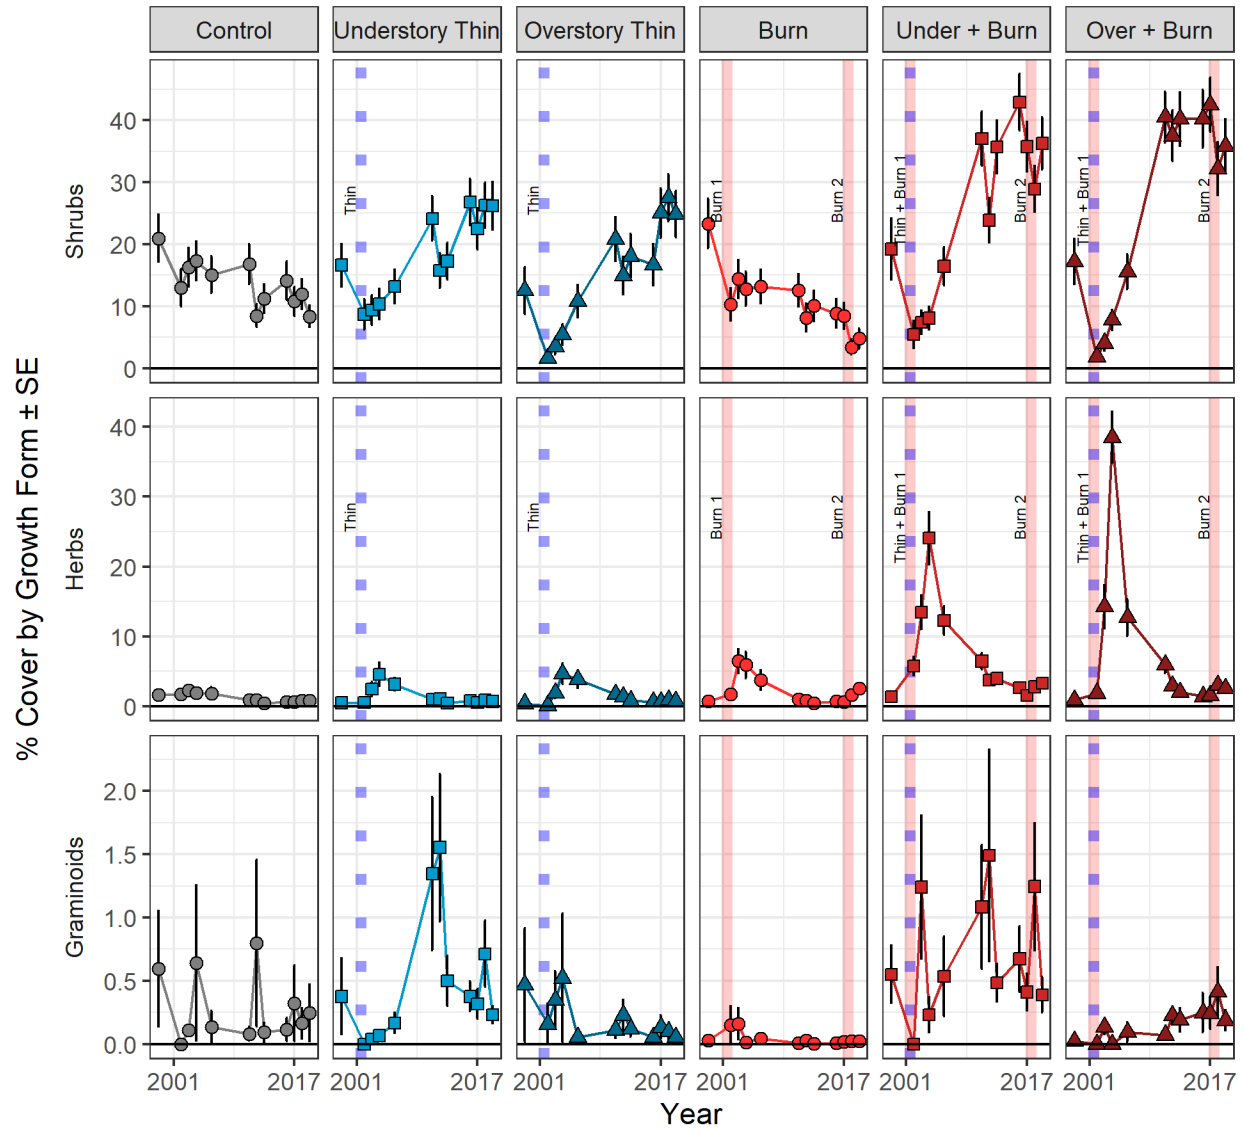 Control
Understory Thin
Overstory Thin
Burn
Under + Burn
Over + Burn
% Cover by Growth Form ± SE
Shrubs
40
30
20
10
0
Thin
Thin
Burn 1
Burn 2
Thin + Burn 1
Burn 2
Thin + Burn 1
Burn 2
Herbs
40
30
20
10
0
Thin
Thin
Burn 1
Burn 2
Thin + Burn 1
Burn 2
Thin + Burn 1
Burn 2
Graminoids
2.0
1.5
1.0
0.5
0.0
2001 2017
2001 2017
2001 2017
2001 2017
2001 2017
2001 2017
Year